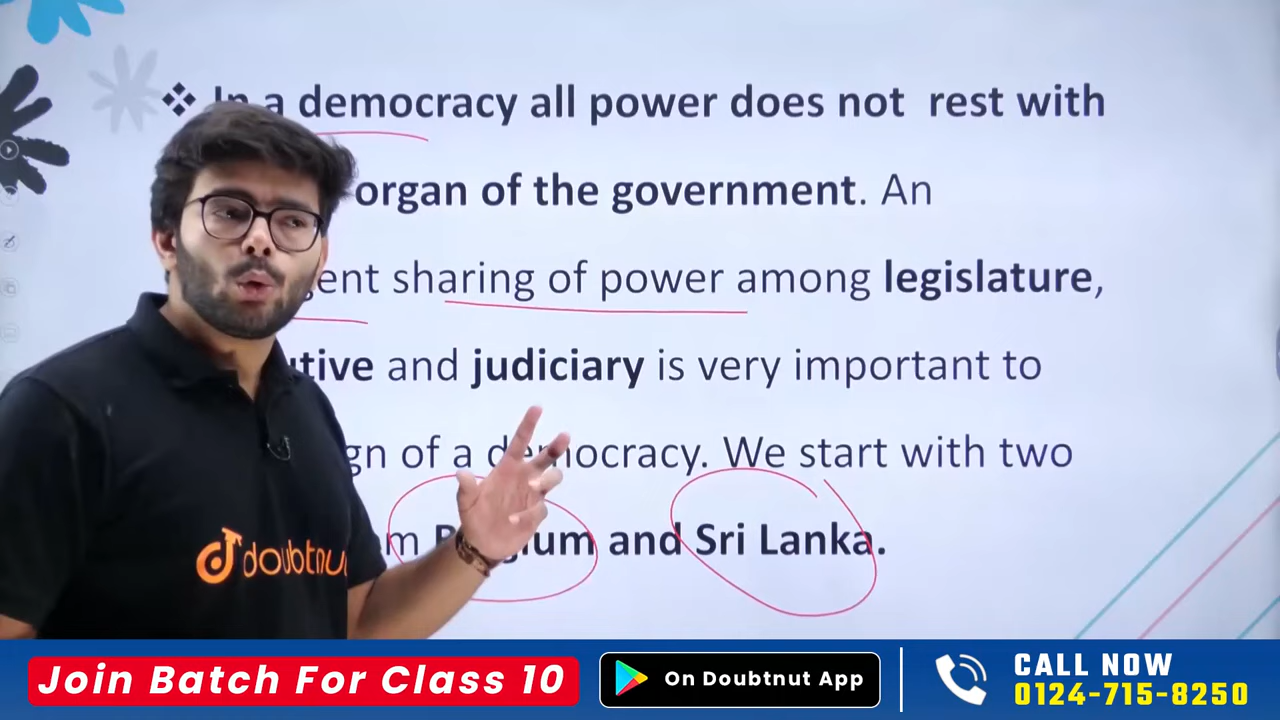 In a democracy all power does not rest with
organ of the government. An
sharing of power among legislature,
and judiciary is very important to
of a democracy. We start with two
Belgium and Sri Lanka.
doubtnut
Join Batch For Class 10
On Doubtnut App
CALL NOW
0124-715-8250